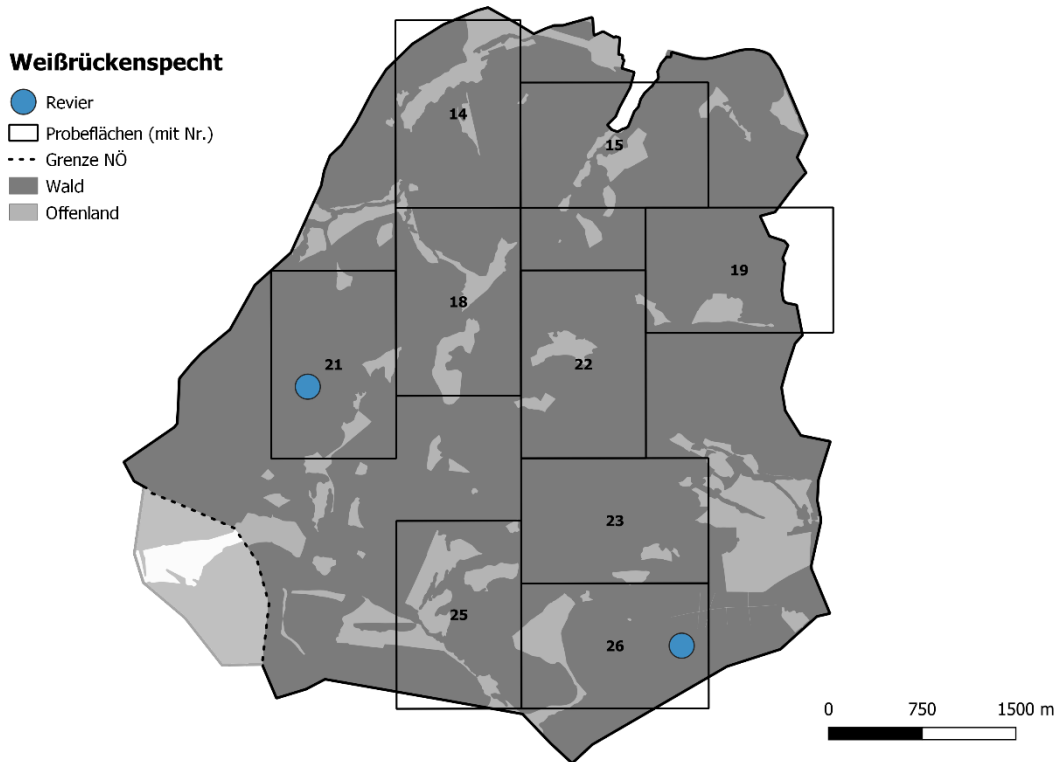 Weißrückenspecht
Revier
Probeflächen (mit Nr.)
Grenze NÖ
Wald
Offenland
14
15
19
18
21
22
23
25
26
0 750 1500 m